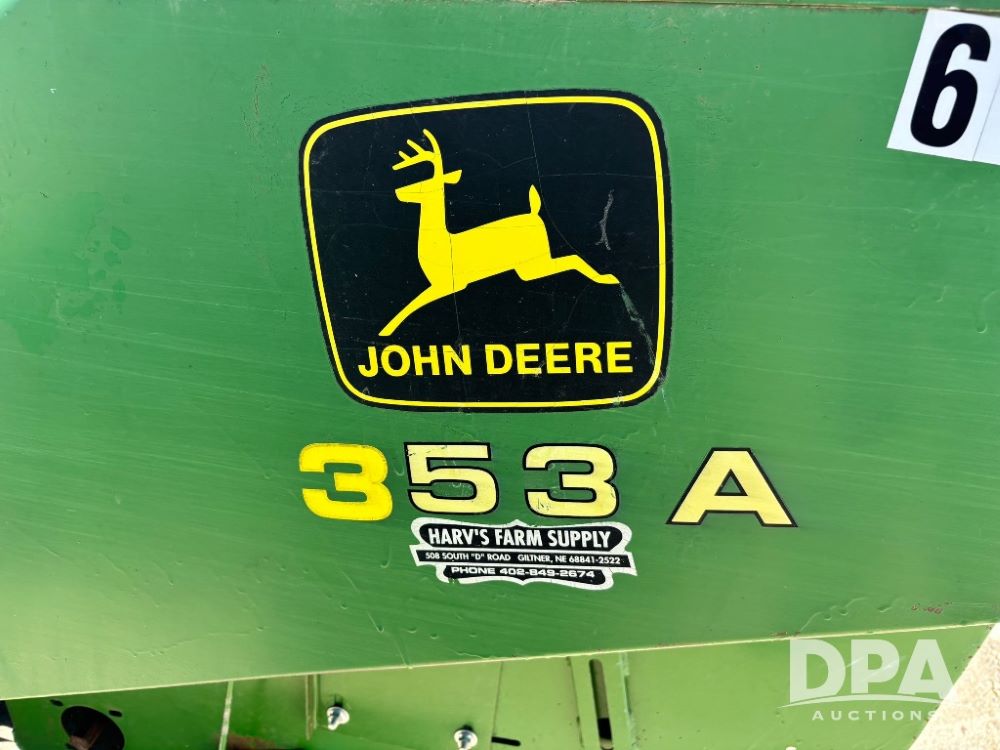 6
JOHN DEERE
353 A
HARV'S FARM SUPPLY
508 SOUTH "D" ROAD GILTNER, NE 68841-2522
PHONE 402-849-2674
DPA
AUCTIONS